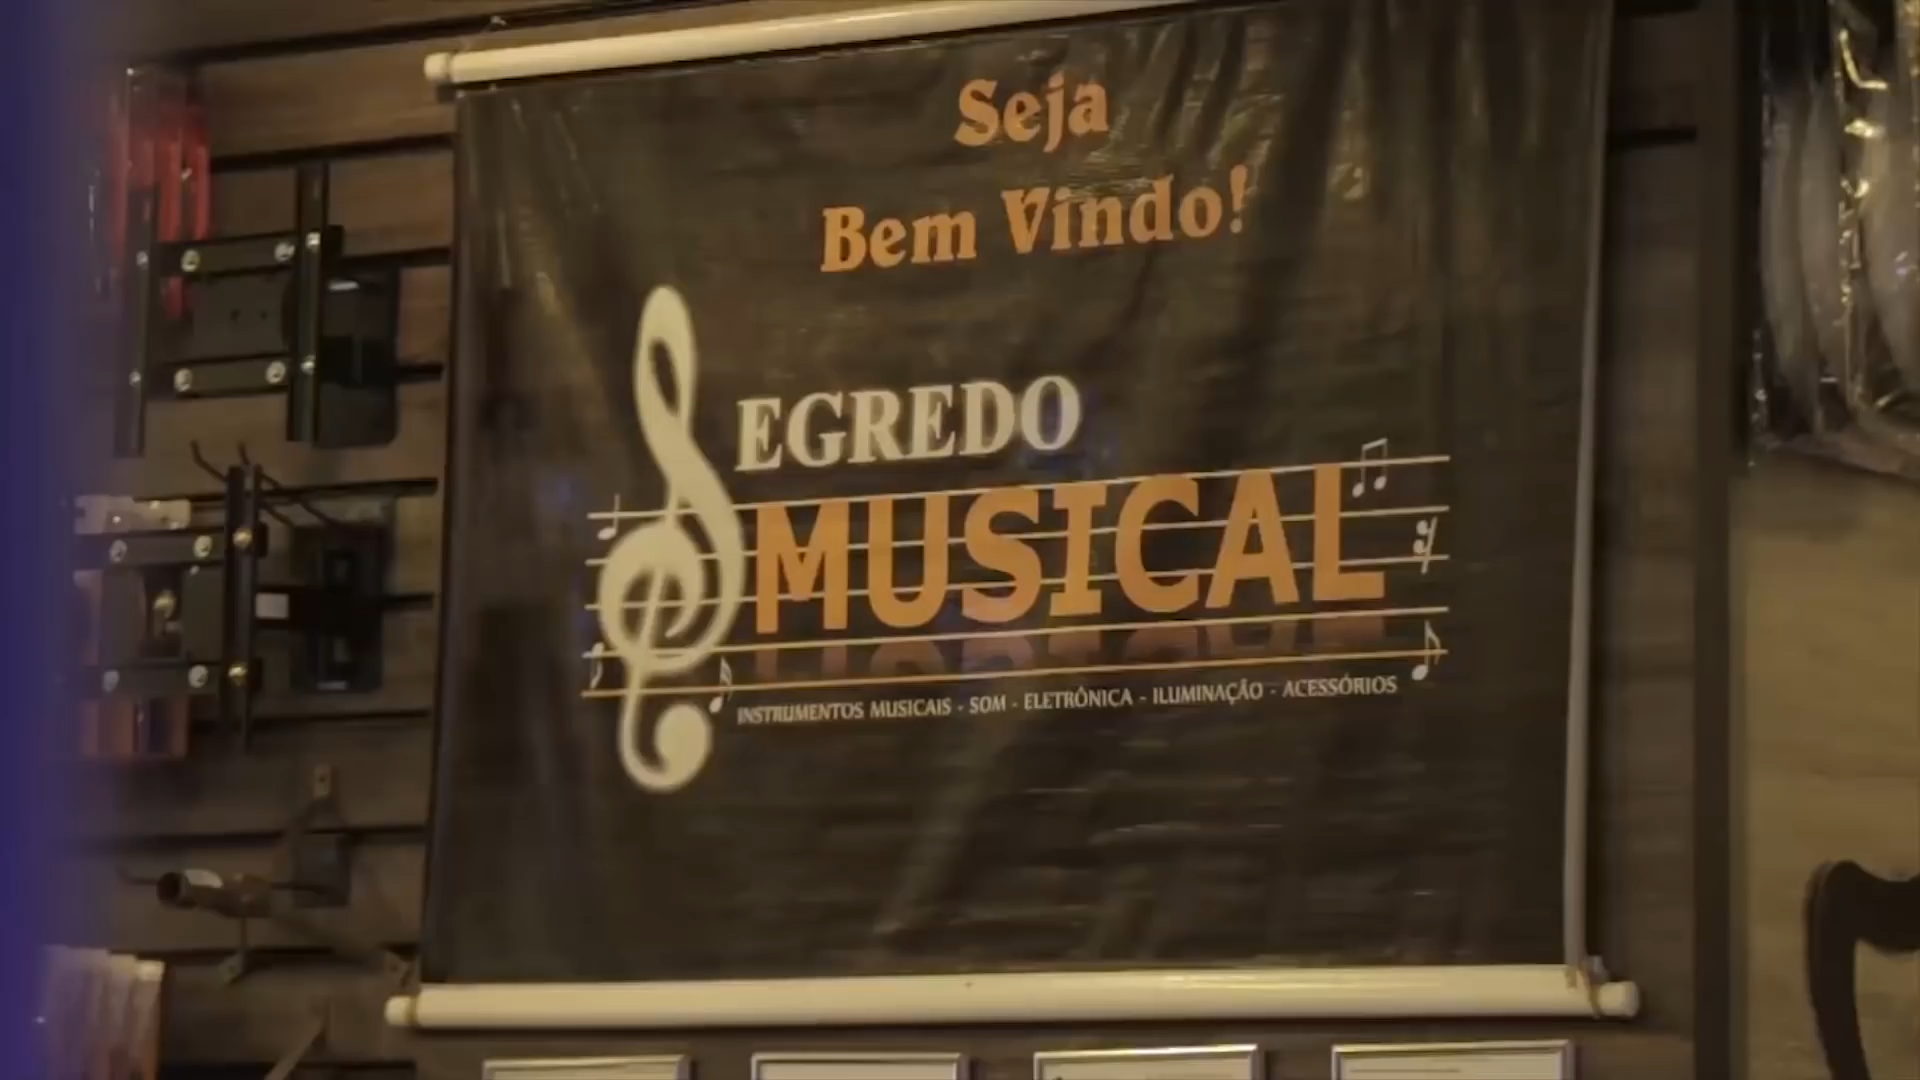 Seja
Bem Vindo!
SEGREDO
MUSICAL
INSTRUMENTOS MUSICAIS - SOM - ELETRÔNICA - ILUMINAÇÃO - ACESSÓRIOS